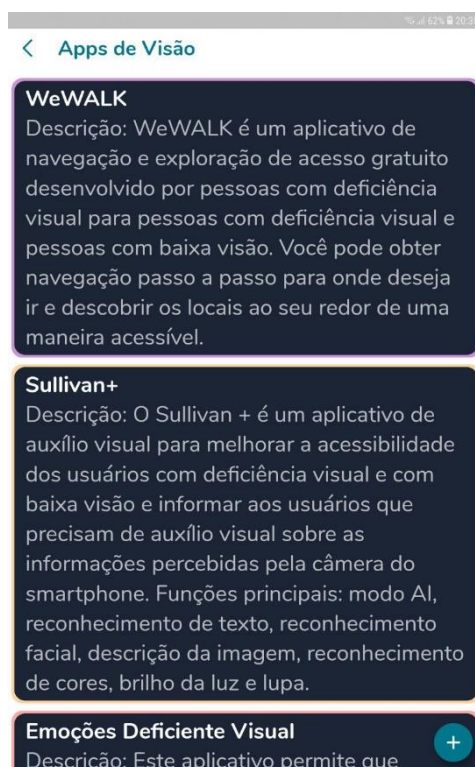 62% 20:3
Apps de Visão
WeWALK
Descrição: WeWALK é um aplicativo de
navegação e exploração de acesso gratuito
desenvolvido por pessoas com deficiência
visual para pessoas com deficiência visual e
pessoas com baixa visão. Você pode obter
navegação passo a passo para onde deseja
ir e descobrir os locais ao seu redor de uma
maneira acessível.
Sullivan+
Descrição: O Sullivan + é um aplicativo de
auxílio visual para melhorar a acessibilidade
dos usuários com deficiência visual e com
baixa visão e informar aos usuários que
precisam de auxílio visual sobre as
informações percebidas pela câmera do
smartphone. Funções principais: modo AI,
reconhecimento de texto, reconhecimento
facial, descrição da imagem, reconhecimento
de cores, brilho da luz e lupa.
Emoções Deficiente Visual
Descrição: Este aplicativo permite que